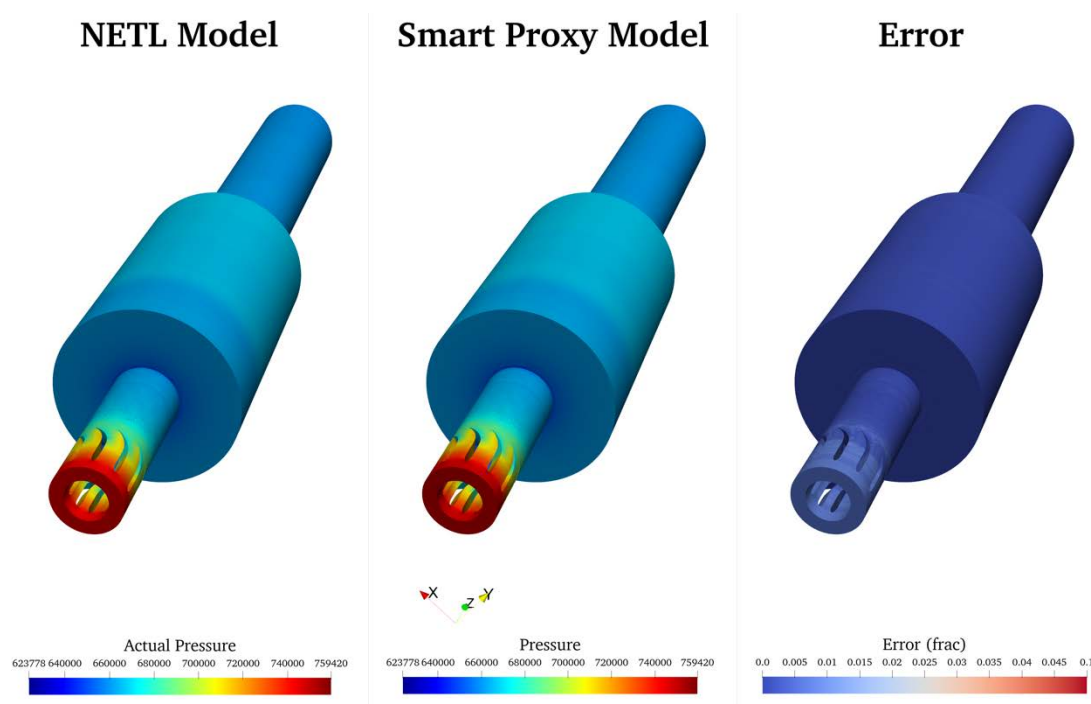 NETL Model
Smart Proxy Model
Error
X
Z
Y
Actual Pressure
623778 640000 660000 680000 700000 720000 740000 759420
Pressure
623778 640000 660000 680000 700000 720000 740000 759420
Error (frac)
0.0 0.005 0.01 0.015 0.02 0.025 0.03 0.035 0.04 0.045 0.1